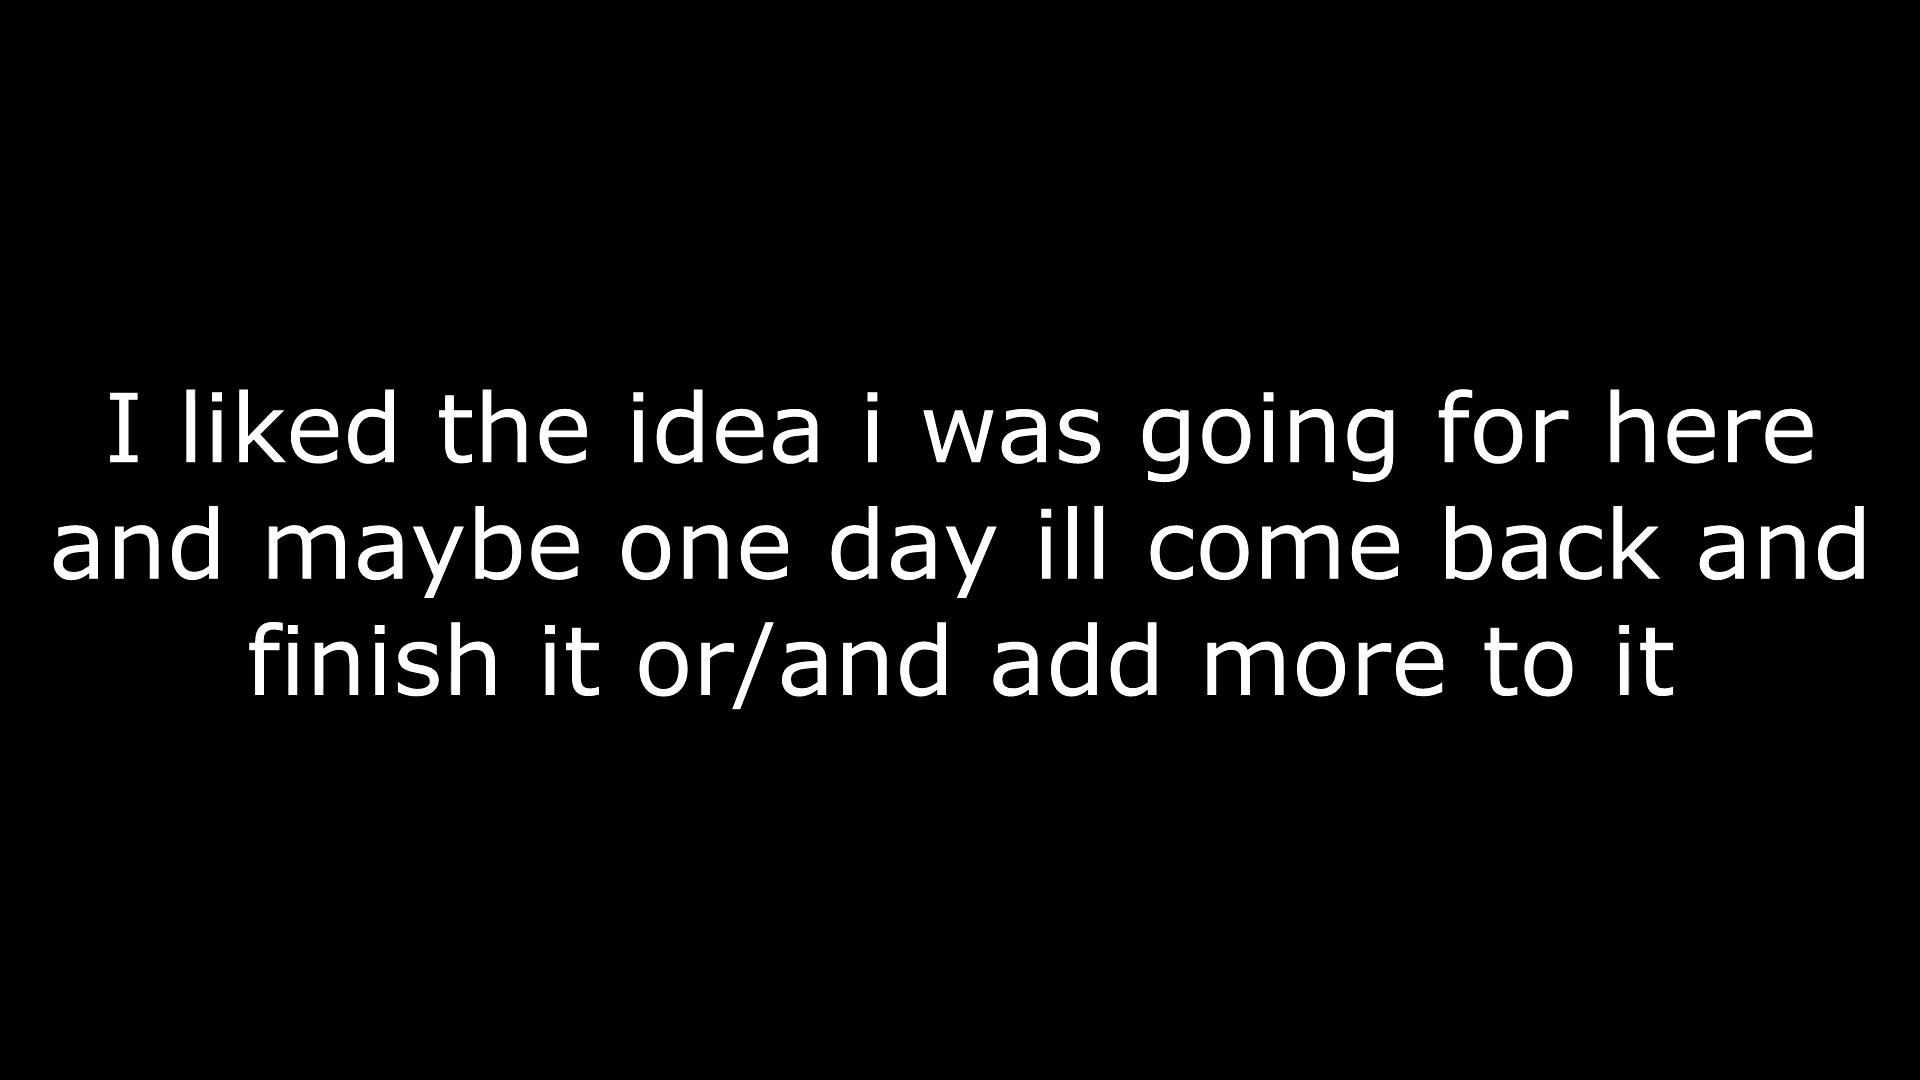 I liked the idea i was going for here
and maybe one day ill come back and
finish it or/and add more to it